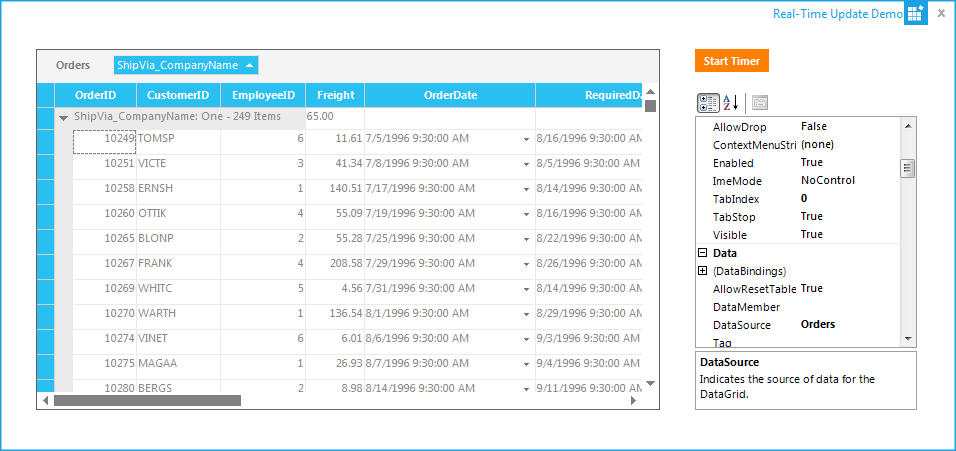 Real-Time Update Demo
Orders ShipVia_CompanyName
Start Timer
OrderID CustomerID EmployeeID Freight OrderDate RequiredDa
ShipVia_CompanyName: One - 249 Items 65.00
10249 TOMSP 6 11.61 7/5/1996 9:30:00 AM 8/16/1996 9:30:00 AM
10251 VICTE 3 41.34 7/8/1996 9:30:00 AM 8/5/1996 9:30:00 AM
10258 ERNSH 1 140.51 7/17/1996 9:30:00 AM 8/14/1996 9:30:00 AM
10260 OTTIK 4 55.09 7/19/1996 9:30:00 AM 8/16/1996 9:30:00 AM
10265 BLONP 2 55.28 7/25/1996 9:30:00 AM 8/22/1996 9:30:00 AM
10267 FRANK 4 208.58 7/29/1996 9:30:00 AM 8/26/1996 9:30:00 AM
10269 WHITC 5 4.56 7/31/1996 9:30:00 AM 8/14/1996 9:30:00 AM
10270 WARTH 1 136.54 8/1/1996 9:30:00 AM 8/29/1996 9:30:00 AM
10274 VINET 6 6.01 8/6/1996 9:30:00 AM 9/3/1996 9:30:00 AM
10275 MAGAA 1 26.93 8/7/1996 9:30:00 AM 9/4/1996 9:30:00 AM
10280 BERGS 2 8.98 8/14/1996 9:30:00 AM 9/11/1996 9:30:00 AM
AllowDrop False
ContextMenuStri (none)
Enabled True
ImeMode NoControl
TabIndex 0
TabStop True
Visible True
Data
(DataBindings)
AllowResetTable True
DataMember
DataSource Orders
Tag
DataSource
Indicates the source of data for the
DataGrid.